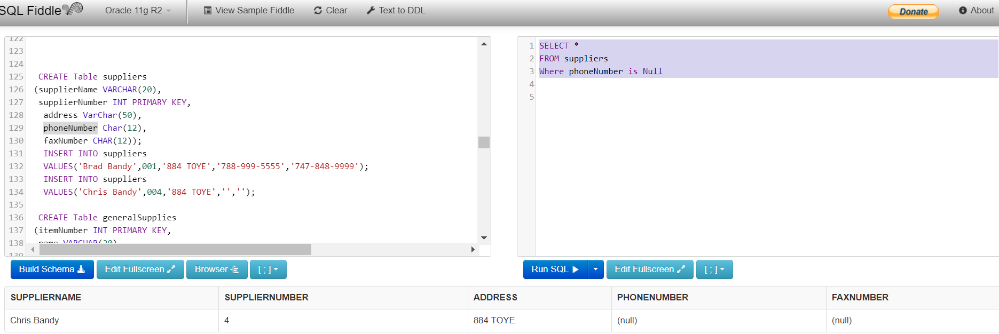 SQL Fiddle
Oracle 11g R2
View Sample Fiddle
Clear
Text to DDL
Donate
About
122
123
124
125 CREATE Table suppliers
126 (supplierName VARCHAR(20),
127 supplierNumber INT PRIMARY KEY,
128 address VarChar(50),
129 phoneNumber Char(12),
130 faxNumber CHAR(12));
131 INSERT INTO suppliers
132 VALUES('Brad Bandy',001,'884 TOYE','788-999-5555','747-848-9999');
133 INSERT INTO suppliers
134 VALUES('Chris Bandy',004,'884 TOYE','','');
135
136 CREATE Table generalSupplies
137 (itemNumber INT PRIMARY KEY,
138 name VARCHAR(20)
139
1 SELECT *
2 FROM suppliers
3 Where phoneNumber is Null
4
5
Build Schema
Edit Fullscreen
Browser
[ ; ]
Run SQL
Edit Fullscreen
[ ; ]
SUPPLIERNAME SUPPLIERNUMBER ADDRESS PHONENUMBER FAXNUMBER
Chris Bandy 4 884 TOYE (null) (null)